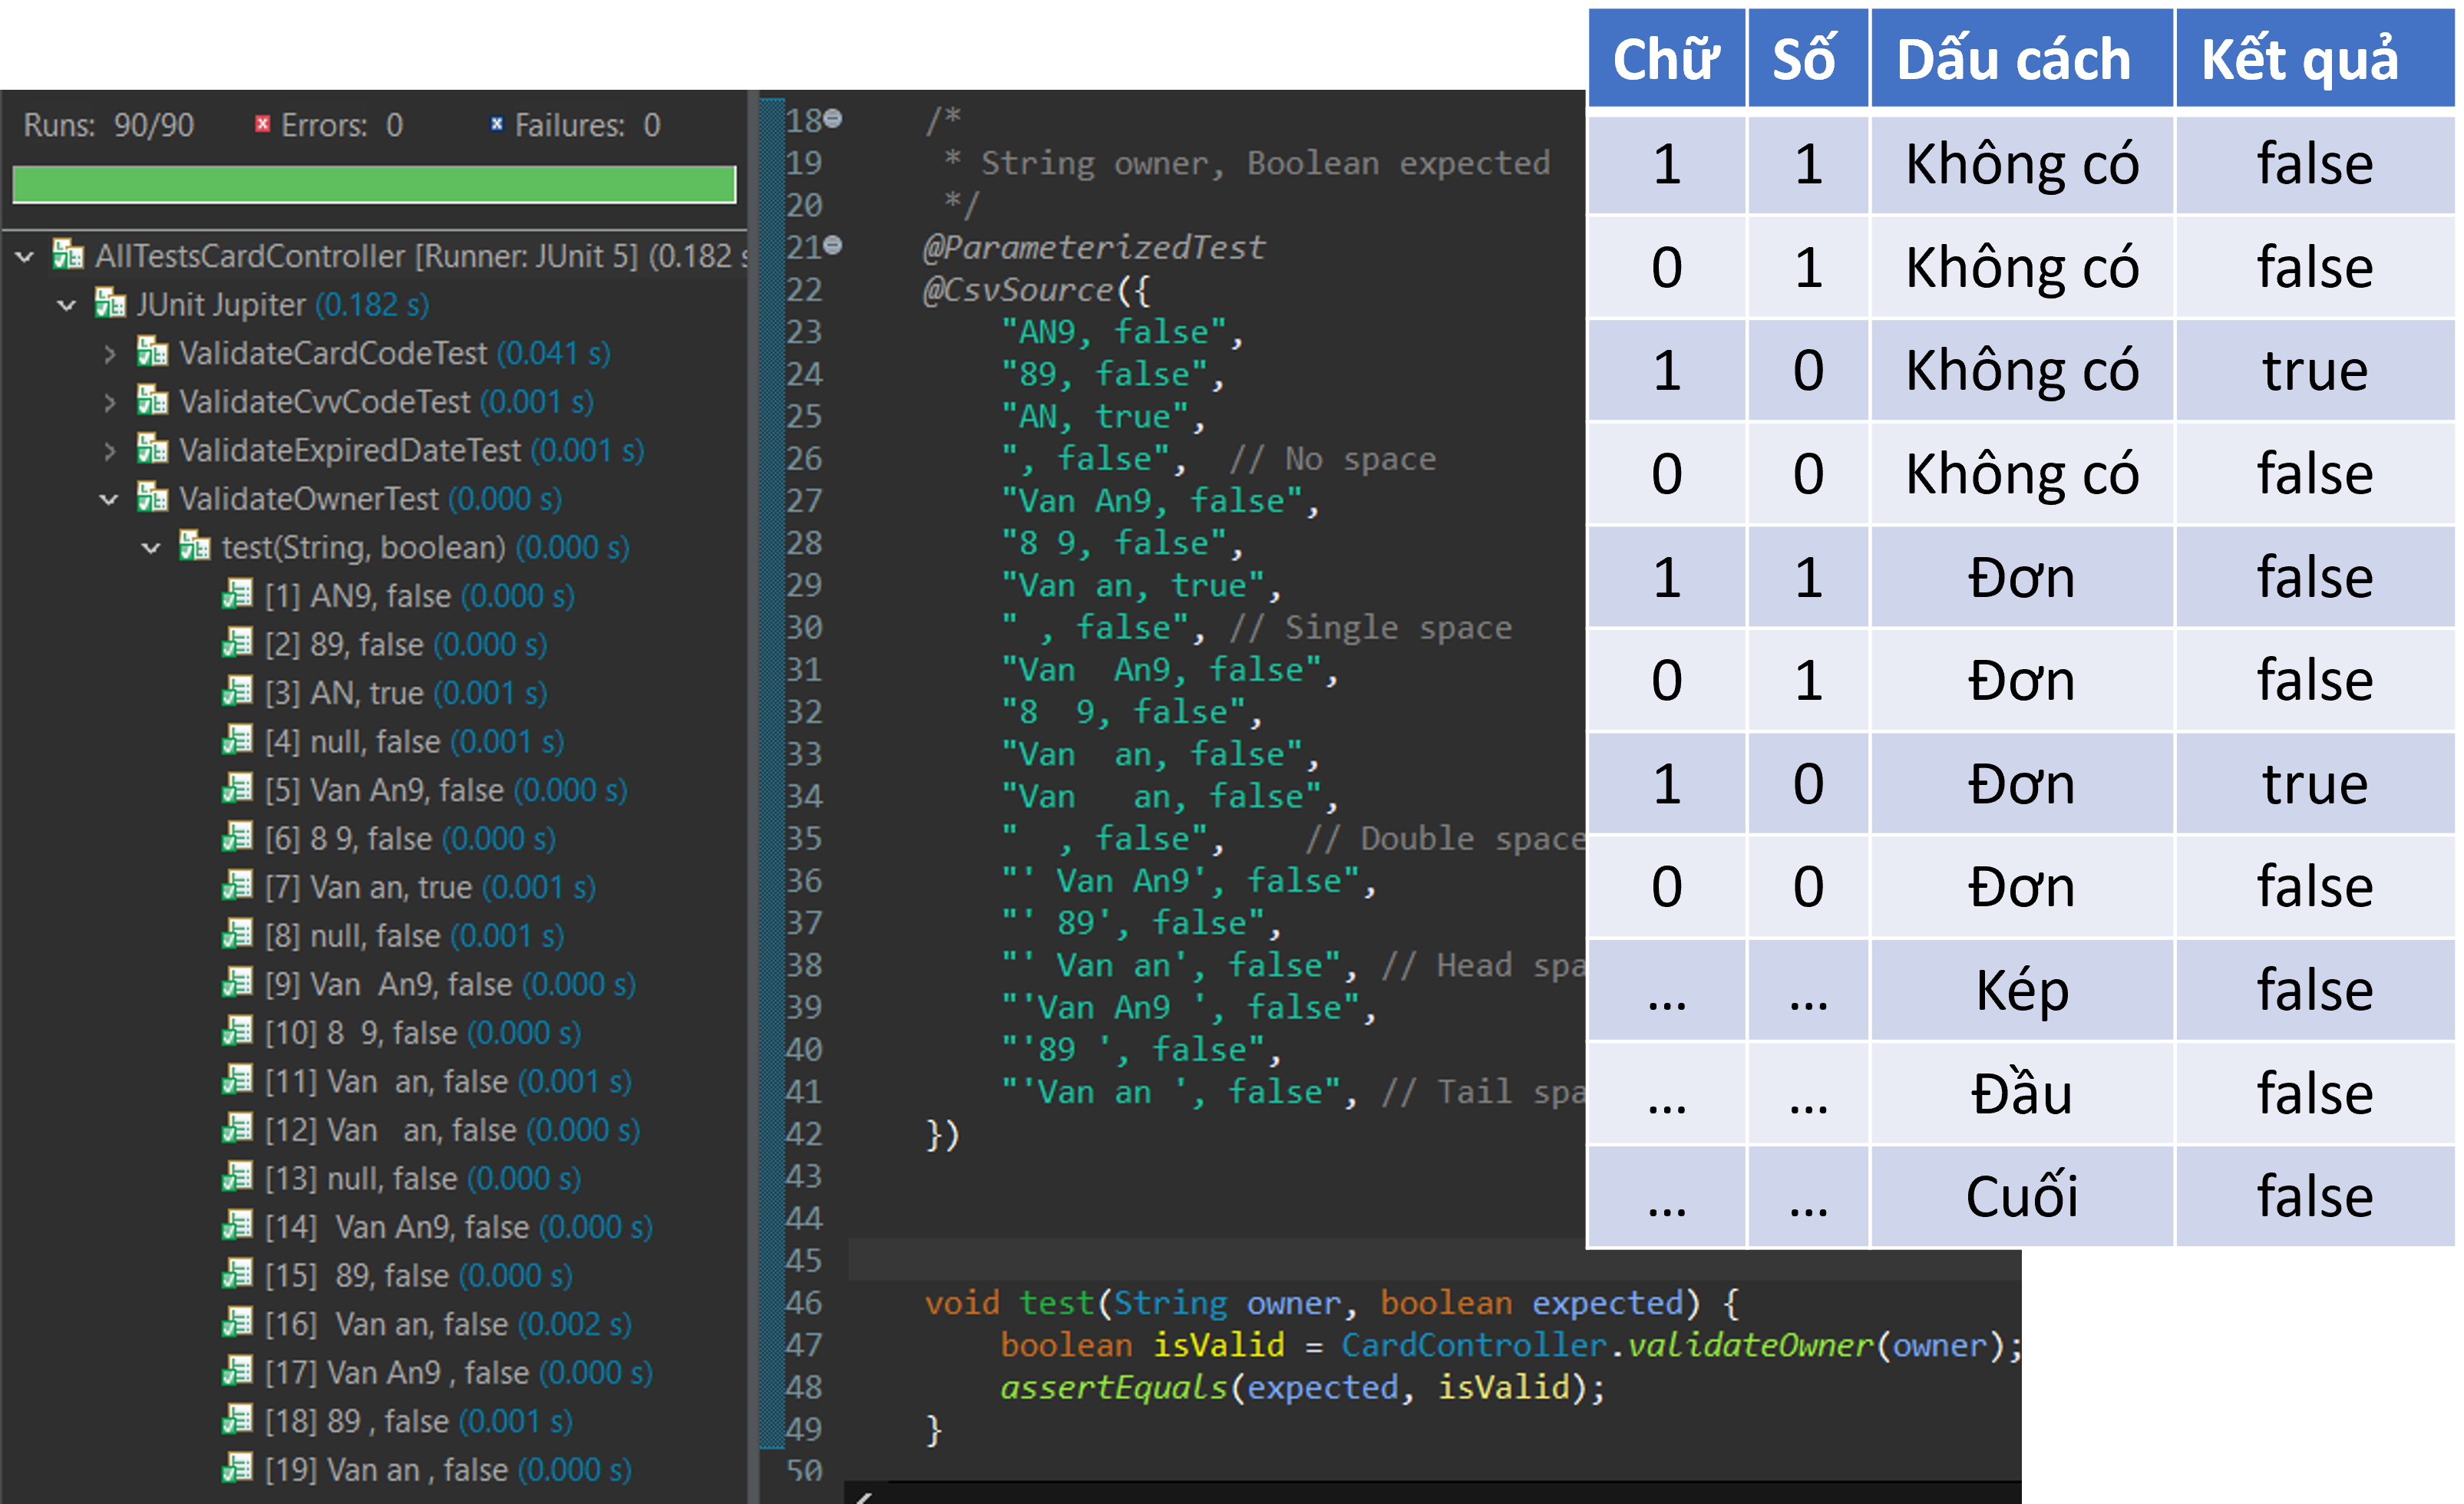 Runs: 90/90 Errors: 0 Failures: 0
AllTestsCardController [Runner: JUnit 5] (0.182 s
JUnit Jupiter (0.182 s)
ValidateCardCodeTest (0.041 s)
ValidateCvvCodeTest (0.001 s)
ValidateExpiredDateTest (0.001 s)
ValidateOwnerTest (0.000 s)
test(String, boolean) (0.000 s)
[1] AN9, false (0.000 s)
[2] 89, false (0.000 s)
[3] AN, true (0.001 s)
[4] null, false (0.001 s)
[5] Van An9, false (0.000 s)
[6] 8 9, false (0.000 s)
[7] Van an, true (0.001 s)
[8] null, false (0.001 s)
[9] Van  An9, false (0.000 s)
[10] 8  9, false (0.000 s)
[11] Van  an, false (0.001 s)
[12] Van   an, false (0.000 s)
[13] null, false (0.000 s)
[14]  Van An9, false (0.000 s)
[15]  89, false (0.000 s)
[16]  Van an, false (0.002 s)
[17] Van An9 , false (0.000 s)
[18] 89 , false (0.001 s)
[19] Van an , false (0.000 s)
18 /*
19 * String owner, Boolean expected
20 */
21 @ParameterizedTest
22 @CsvSource({
23 "AN9, false",
24 "89, false",
25 "AN, true",
26 ", false",  // No space
27 "Van An9, false",
28 "8 9, false",
29 "Van an, true",
30 " , false", // Single space
31 "Van  An9, false",
32 "8  9, false",
33 "Van  an, false",
34 "Van   an, false",
35 "  , false",    // Double space
36 "' Van An9', false",
37 "' 89', false",
38 "' Van an', false", // Head spa
39 "'Van An9 ', false",
40 "'89 ', false",
41 "'Van an ', false", // Tail spa
42 })
43
44
45
46 void test(String owner, boolean expected) {
47 boolean isValid = CardController.validateOwner(owner);
48 assertEquals(expected, isValid);
49 }
50
Chữ Số Dấu cách Kết quả
1 1 Không có false
0 1 Không có false
1 0 Không có true
0 0 Không có false
1 1 Đơn false
0 1 Đơn false
1 0 Đơn true
0 0 Đơn false
... ... Kép false
... ... Đầu false
... ... Cuối false